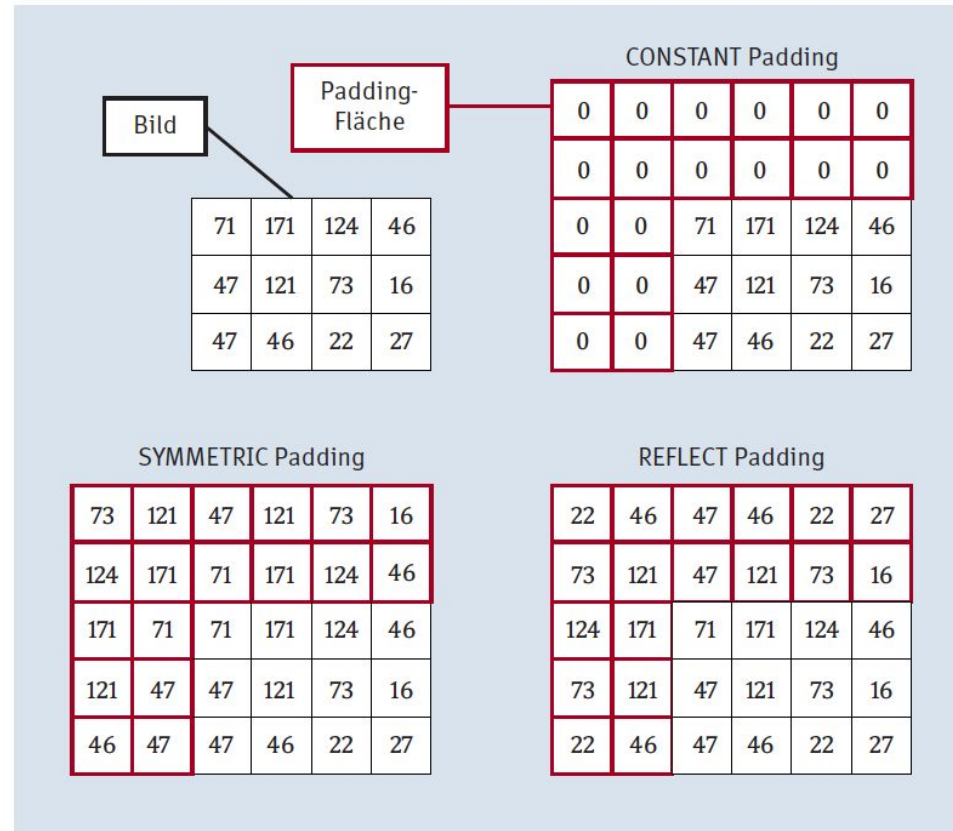 CONSTANT Padding
Padding-
Fläche
Bild
0 0 0 0 0 0
0 0 0 0 0 0
71 171 124 46
0 0 71 171 124 46
47 121 73 16
0 0 47 121 73 16
47 46 22 27
0 0 47 46 22 27
SYMMETRIC Padding
73 121 47 121 73 16
124 171 71 171 124 46
171 71 71 171 124 46
121 47 47 121 73 16
46 47 47 46 22 27
REFLECT Padding
22 46 47 46 22 27
73 121 47 121 73 16
124 171 71 171 124 46
73 121 47 121 73 16
22 46 47 46 22 27